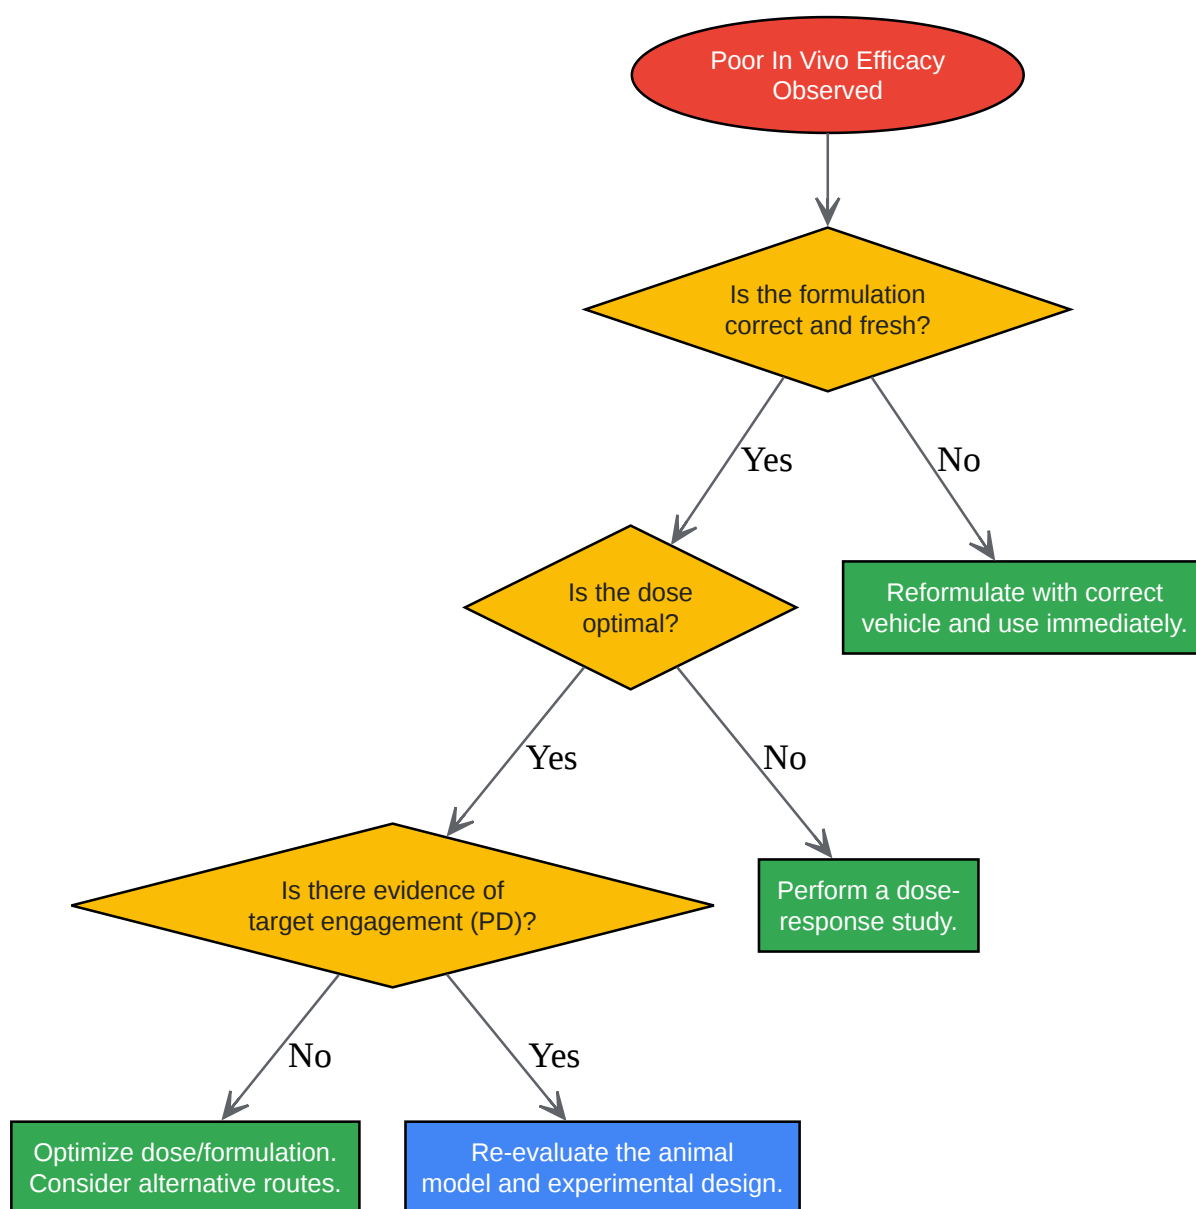 Poor In Vivo Efficacy
Observed
Is the formulation
correct and fresh?
Yes
No
Is the dose
optimal?
Reformulate with correct
vehicle and use immediately.
Yes
No
Is there evidence of
target engagement (PD)?
Perform a dose-
response study.
No
Yes
Optimize dose/formulation.
Consider alternative routes.
Re-evaluate the animal
model and experimental design.